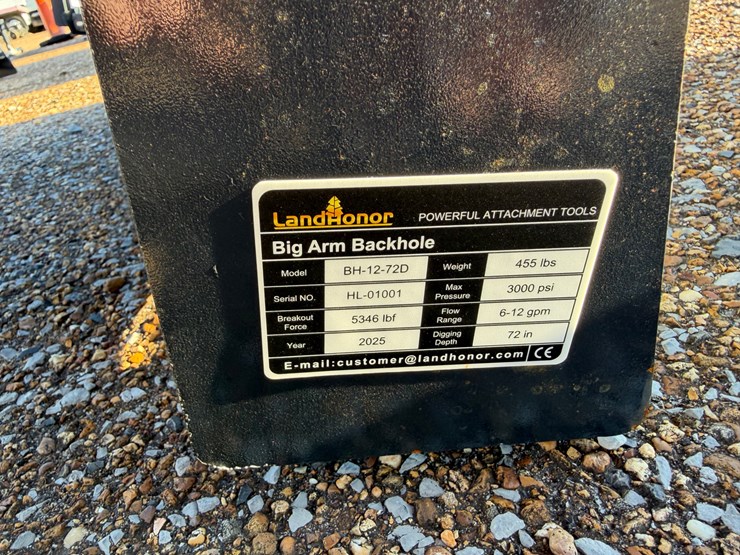 LandHonor POWERFUL ATTACHMENT TOOLS
Big Arm Backhole
Model BH-12-72D Weight 455 lbs
Serial NO. HL-01001 Max Pressure 3000 psi
Breakout Force 5346 lbf Flow Range 6-12 gpm
Year 2025 Digging Depth 72 in
E-mail:customer@landhonor.com CE